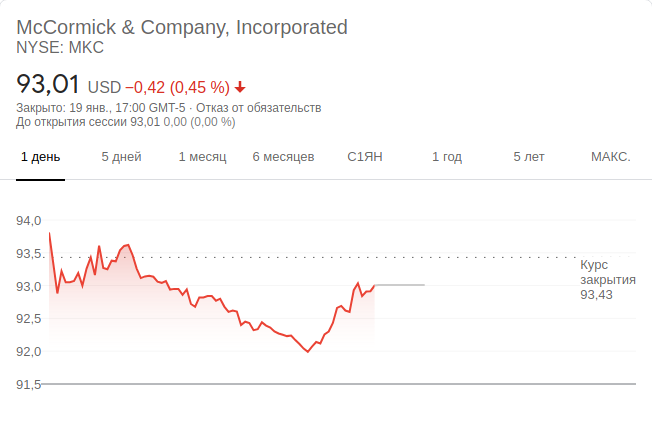 McCormick & Company, Incorporated
NYSE: MKC
93,01 USD −0,42 (0,45 %)
Закрыто: 19 янв., 17:00 GMT-5 · Отказ от обязательств
До открытия сессии 93,01 0,00 (0,00 %)
1 день 5 дней 1 месяц 6 месяцев С1ЯН 1 год 5 лет МАКС.
94,0
93,5
93,0
92,5
92,0
91,5
Курс
закрытия
93,43